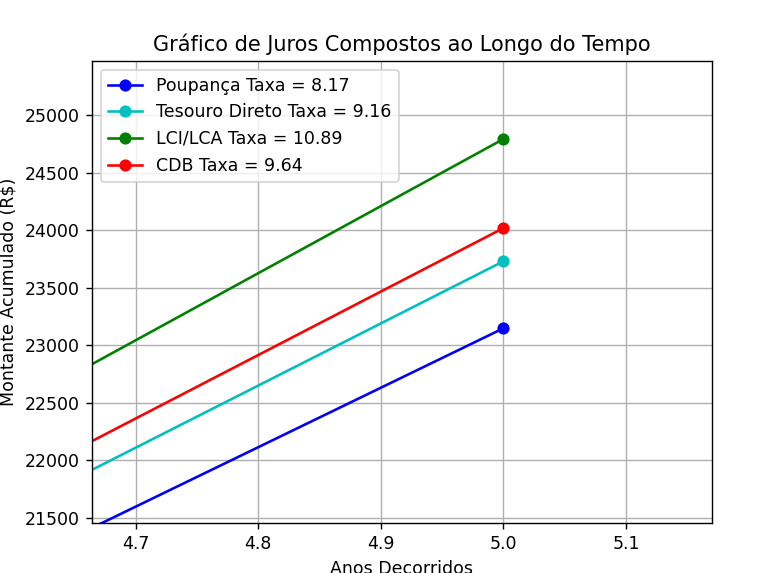 Gráfico de Juros Compostos ao Longo do Tempo
Poupança Taxa = 8.17
Tesouro Direto Taxa = 9.16
LCI/LCA Taxa = 10.89
CDB Taxa = 9.64
Montante Acumulado (R$)
25000
24500
24000
23500
23000
22500
22000
21500
4.7 4.8 4.9 5.0 5.1
Anos Decorridos